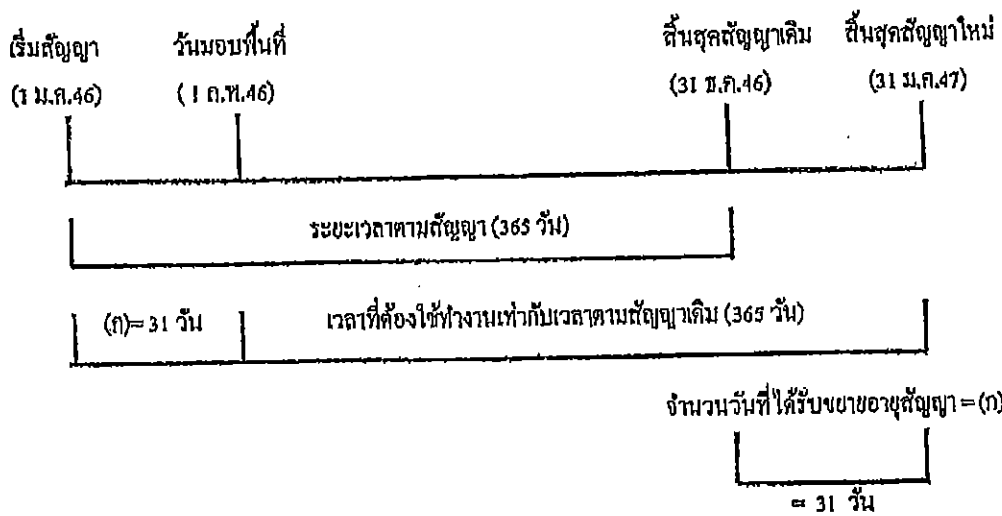 เริ่มสัญญา วันมอบพื้นที่ สิ้นสุดสัญญาเดิม สิ้นสุดสัญญาใหม่
(1 ม.ค.46) (1 ก.พ.46) (31 ธ.ค.46) (31 ม.ค.47)
ระยะเวลาตามสัญญา (365 วัน)
(ก)= 31 วัน เวลาที่ต้องใช้ทำงานเท่ากับเวลาตามสัญญาเดิม (365 วัน)
จำนวนวันที่ได้รับขยายอายุสัญญา = (ก)
= 31 วัน